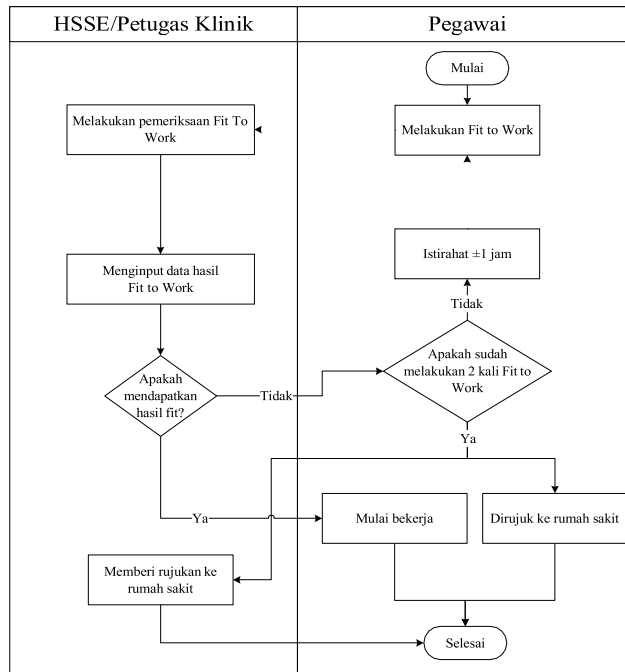 HSSE/Petugas Klinik
Pegawai
Mulai
Melakukan pemeriksaan Fit To
Work
Melakukan Fit to Work
Menginput data hasil
Fit to Work
Istirahat ±1 jam
Tidak
Apakah
mendapatkan
hasil fit?
Tidak
Apakah sudah
melakukan 2 kali Fit to
Work
Ya
Ya
Mulai bekerja
Dirujuk ke rumah sakit
Memberi rujukan ke
rumah sakit
Selesai